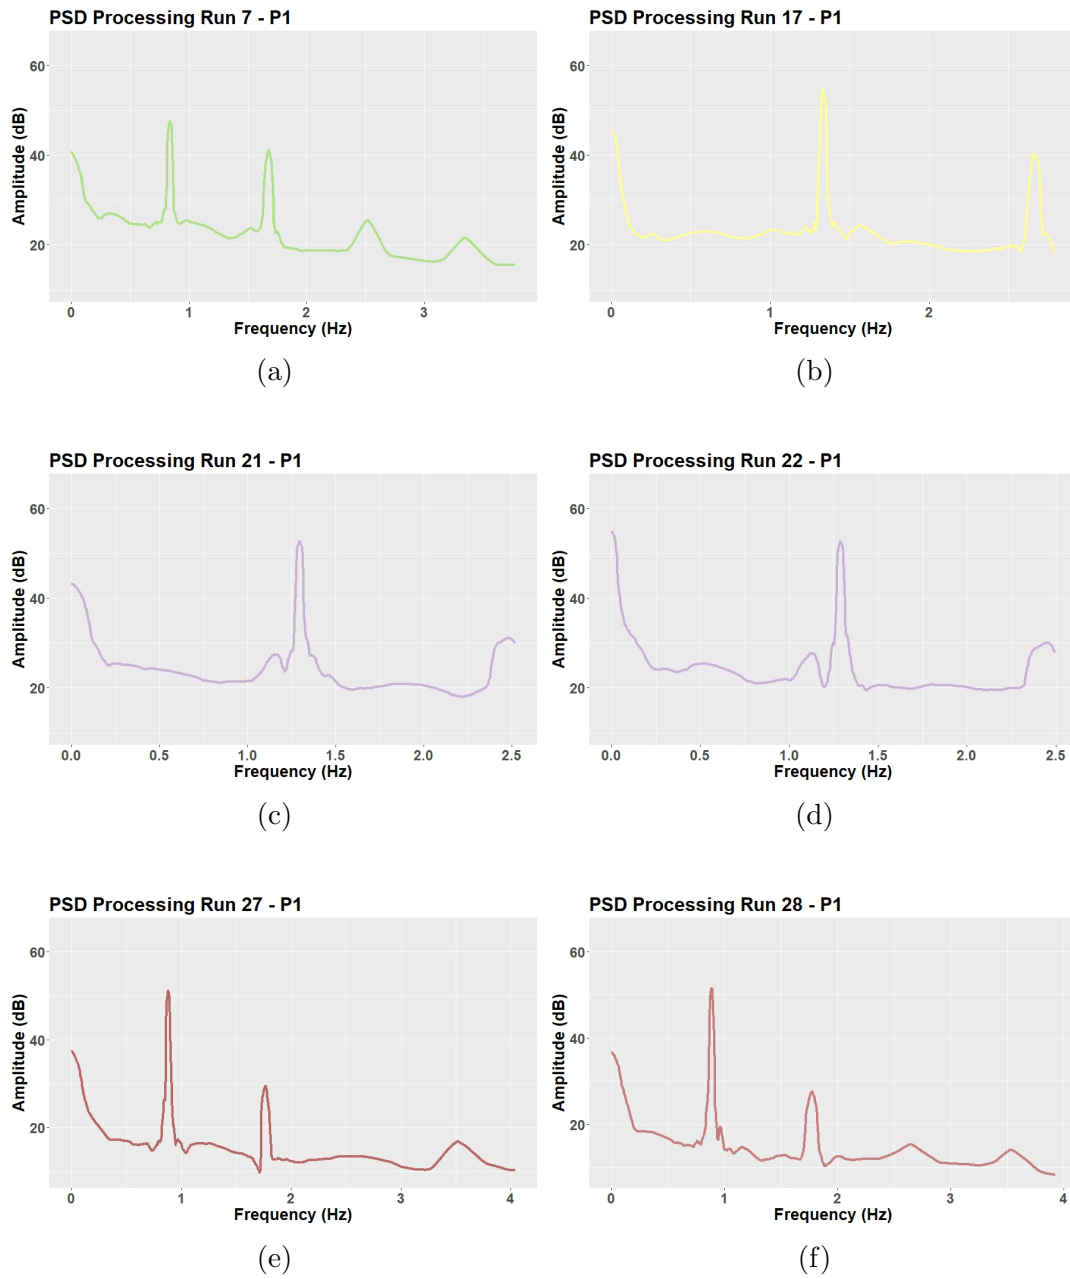 PSD Processing Run 7 - P1
Amplitude (dB)
60
40
20
0 1 2 3
Frequency (Hz)
(a)
PSD Processing Run 17 - P1
Amplitude (dB)
60
40
20
0 1 2
Frequency (Hz)
(b)
PSD Processing Run 21 - P1
Amplitude (dB)
60
40
20
0.0 0.5 1.0 1.5 2.0 2.5
Frequency (Hz)
(c)
PSD Processing Run 22 - P1
Amplitude (dB)
60
40
20
0.0 0.5 1.0 1.5 2.0 2.5
Frequency (Hz)
(d)
PSD Processing Run 27 - P1
Amplitude (dB)
60
40
20
0 1 2 3 4
Frequency (Hz)
(e)
PSD Processing Run 28 - P1
Amplitude (dB)
60
40
20
0 1 2 3 4
Frequency (Hz)
(f)